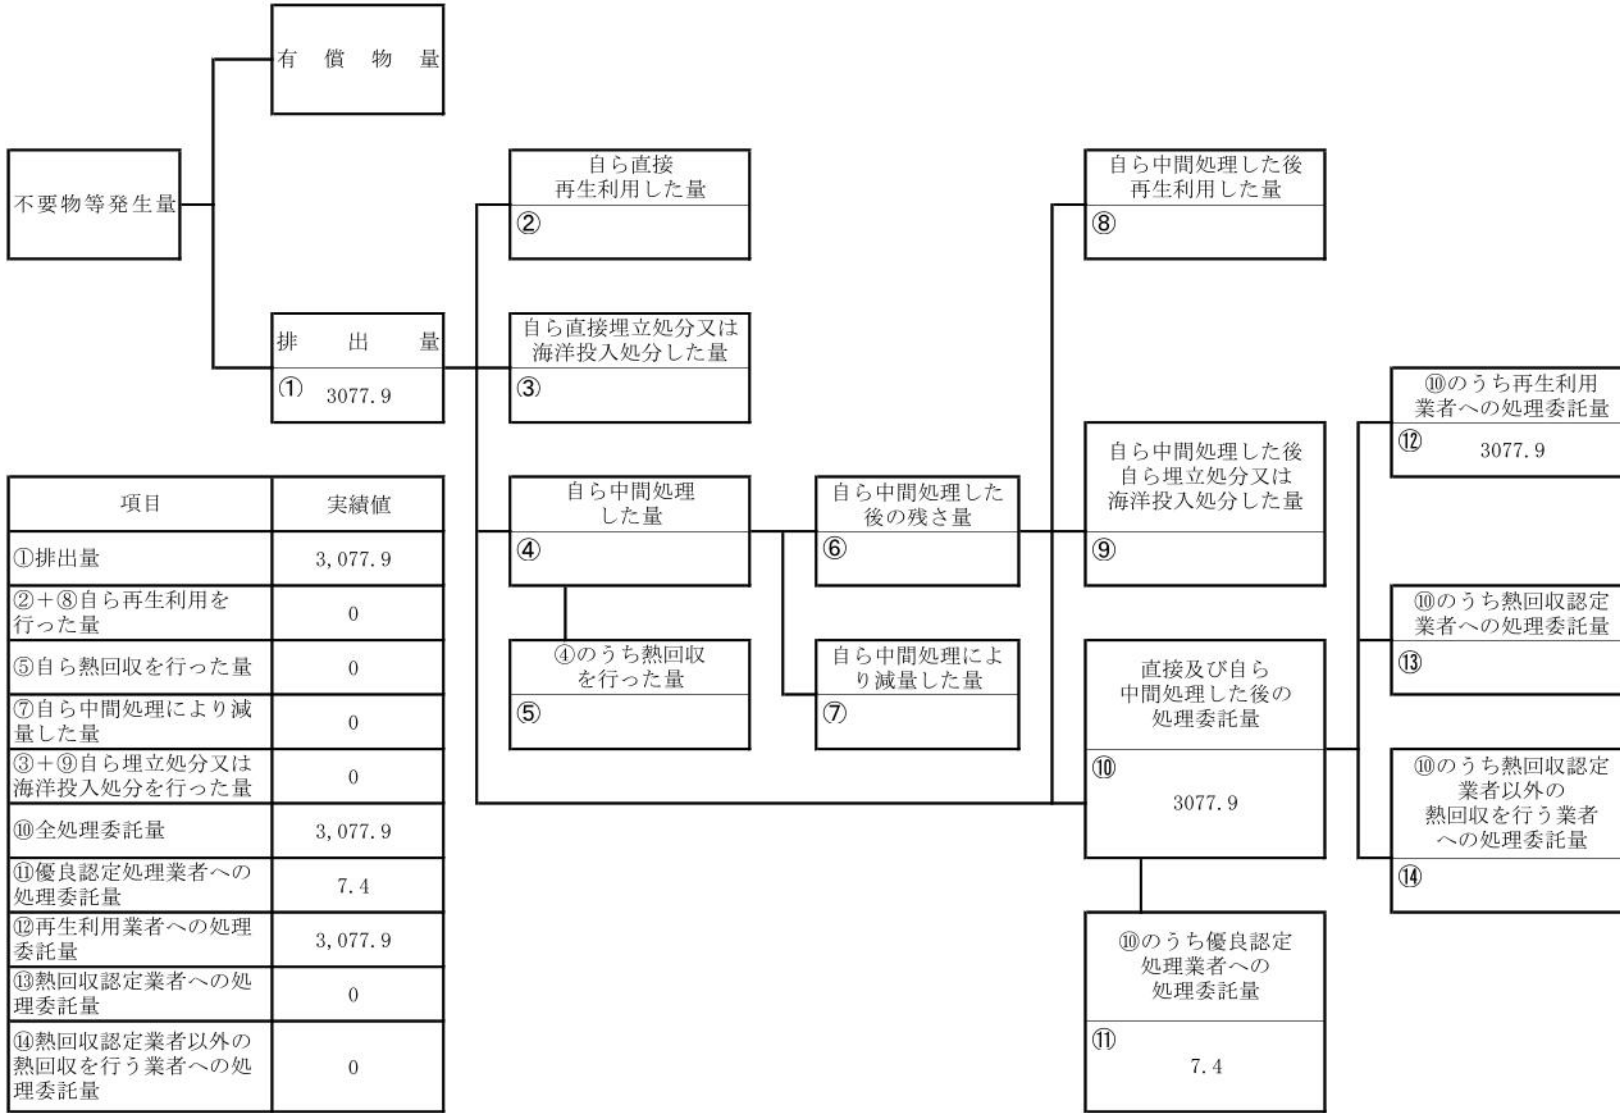 有償物量
不要物等発生量
排出量
① 3077.9
自ら直接
再生利用した量
②
自ら直接埋立処分又は
海洋投入処分した量
③
自ら中間処理
した量
④
④のうち熱回収
を行った量
⑤
自ら中間処理した
後の残さ量
⑥
自ら中間処理によ
り減量した量
⑦
自ら中間処理した後
再生利用した量
⑧
自ら中間処理した後
自ら埋立処分又は
海洋投入処分した量
⑨
直接及び自ら
中間処理した後の
処理委託量
⑩
3077.9
⑩のうち優良認定
処理業者への
処理委託量
⑪
7.4
⑩のうち再生利用
業者への処理委託量
⑫ 3077.9
⑩のうち熱回収認定
業者への処理委託量
⑬
⑩のうち熱回収認定
業者以外の
熱回収を行う業者
への処理委託量
⑭
項目 実績値
①排出量 3,077.9
②+⑧自ら再生利用を
行った量 0
⑤自ら熱回収を行った量 0
⑦自ら中間処理により減
量した量 0
③+⑨自ら埋立処分又は
海洋投入処分を行った量 0
⑩全処理委託量 3,077.9
⑪優良認定処理業者への
処理委託量 7.4
⑫再生利用業者への処理
委託量 3,077.9
⑬熱回収認定業者への処
理委託量 0
⑭熱回収認定業者以外の
熱回収を行う業者への処
理委託量 0